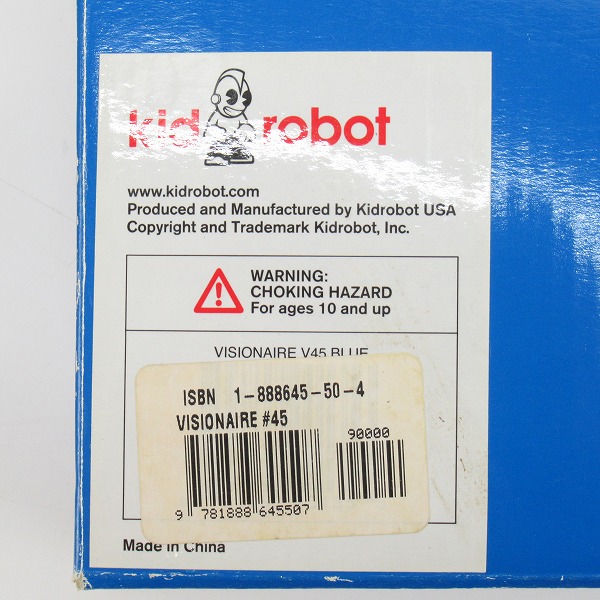 kidrobot
www.kidrobot.com
Produced and Manufactured by Kidrobot USA
Copyright and Trademark Kidrobot, Inc.
WARNING:
CHOKING HAZARD
For ages 10 and up
VISIONAIRE V45 BLUE
ISBN 1-888645-50-4
VISIONAIRE #45
90000
9 781888 645507
Made in China